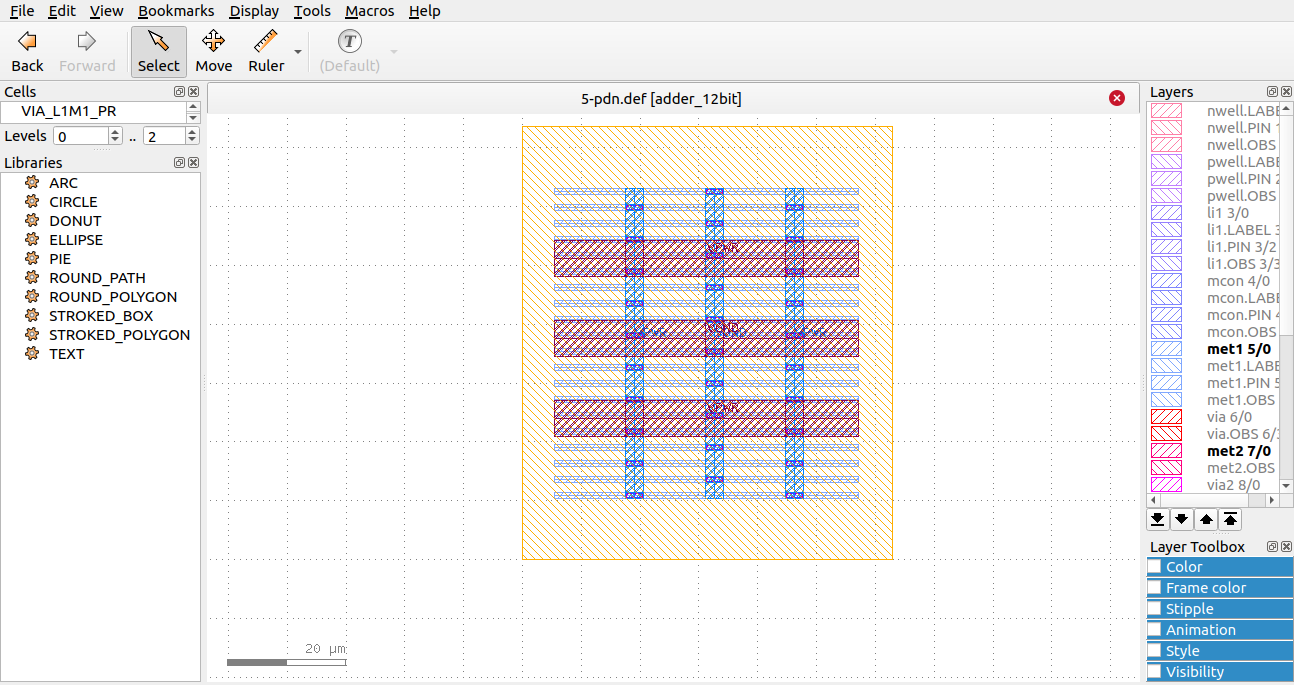 File Edit View Bookmarks Display Tools Macros Help
Back Forward Select Move Ruler T (Default)
Cells
VIA_L1M1_PR
Levels 0 .. 2
Libraries
ARC
CIRCLE
DONUT
ELLIPSE
PIE
ROUND_PATH
ROUND_POLYGON
STROKED_BOX
STROKED_POLYGON
TEXT
5-pdn.def [adder_12bit]
VPWR
VGND
VPWR
20 µm
Layers
nwell.LABE
nwell.PIN 1
nwell.OBS
pwell.LABE
pwell.PIN 2
pwell.OBS
li1 3/0
li1.LABEL 3
li1.PIN 3/2
li1.OBS 3/3
mcon 4/0
mcon.LABE
mcon.PIN 4
mcon.OBS
met1 5/0
met1.LABE
met1.PIN 5
met1.OBS
via 6/0
via.OBS 6/
met2 7/0
met2.OBS
via2 8/0
Layer Toolbox
Color
Frame color
Stipple
Animation
Style
Visibility